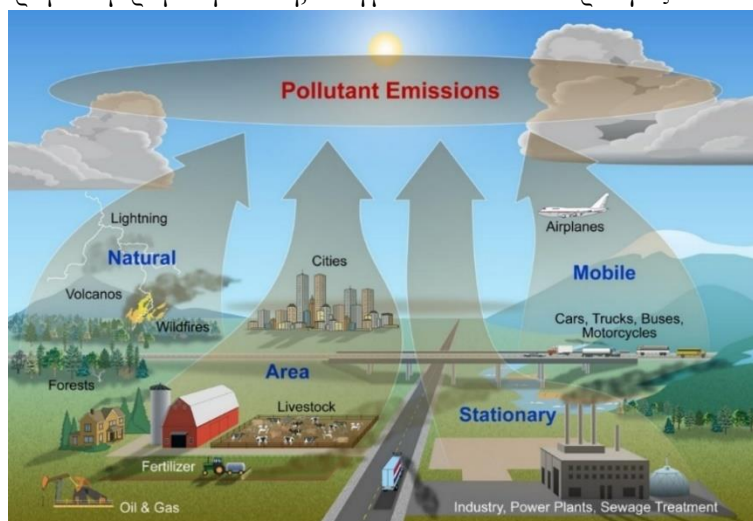 Pollutant Emissions
Lightning
Natural
Volcanos
Wildfires
Forests
Cities
Area
Livestock
Fertilizer
Oil & Gas
Airplanes
Mobile
Cars, Trucks, Buses,
Motorcycles
Stationary
Industry, Power Plants, Sewage Treatment